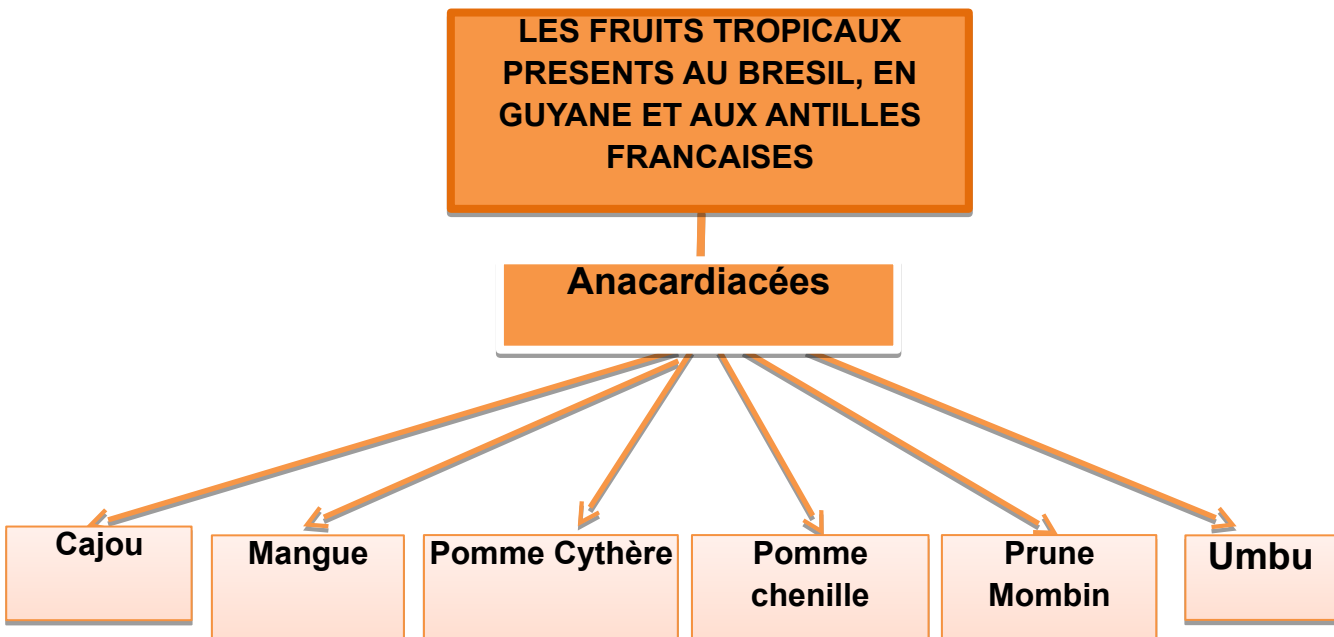 LES FRUITS TROPICAUX
PRESENTS AU BRESIL, EN
GUYANE ET AUX ANTILLES
FRANCAISES
Anacardiacées
Cajou
Mangue
Pomme Cythère
Pomme
chenille
Prune
Mombin
Umbu